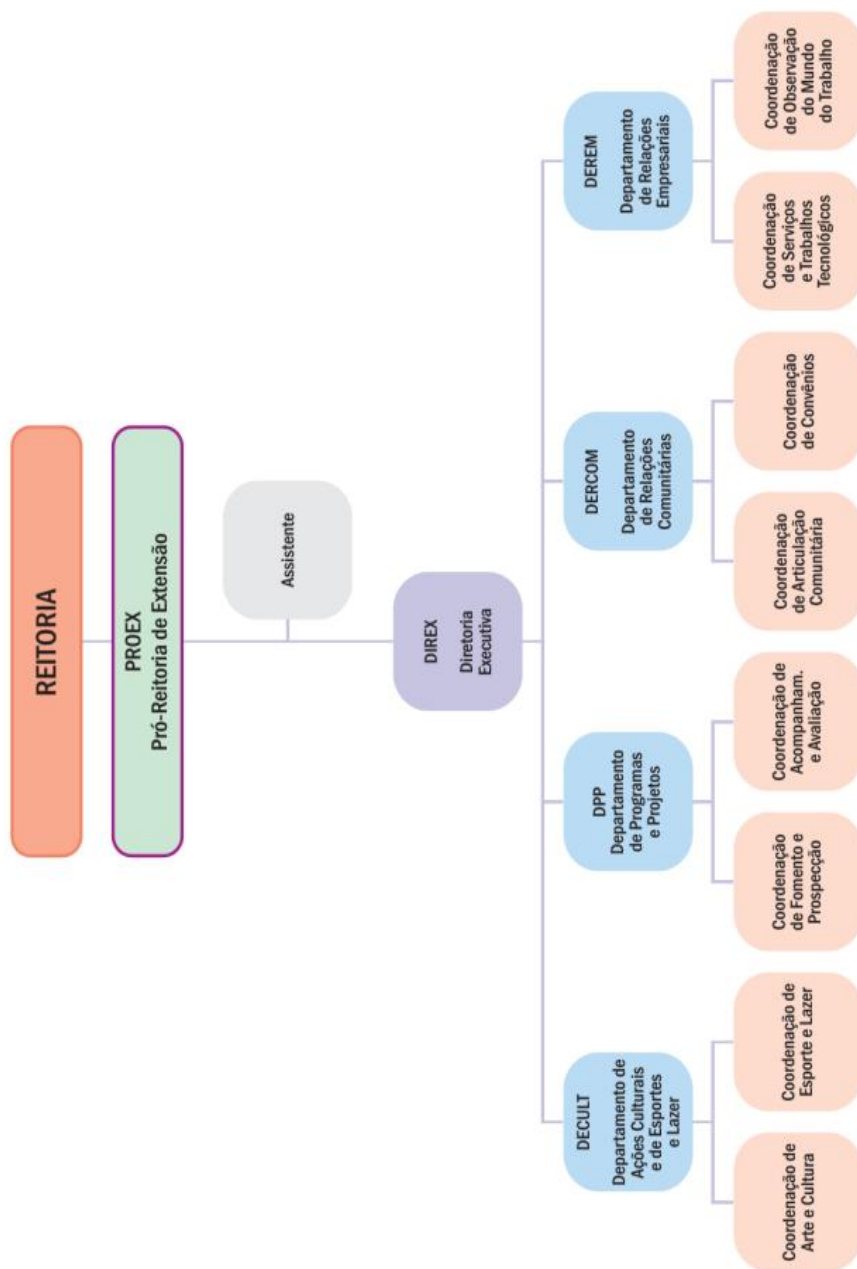 REITORIA
PROEX
Pró-Reitoria de Extensão
Assistente
DIREX
Diretoria
Executiva
DECULT
Departamento de
Ações Culturais
e de Esportes
e Lazer
DPP
Departamento
de Programas
e Projetos
DERCOM
Departamento
de Relações
Comunitárias
DEREM
Departamento
de Relações
Empresariais
Coordenação de
Arte e Cultura
Coordenação de
Esporte e Lazer
Coordenação
de Fomento e
Prospecção
Coordenação de
Acompanham.
e Avaliação
Coordenação
de Articulação
Comunitária
Coordenação
de Convênios
Coordenação
de Serviços
e Trabalhos
Tecnológicos
Coordenação
de Observação
do Mundo
do Trabalho